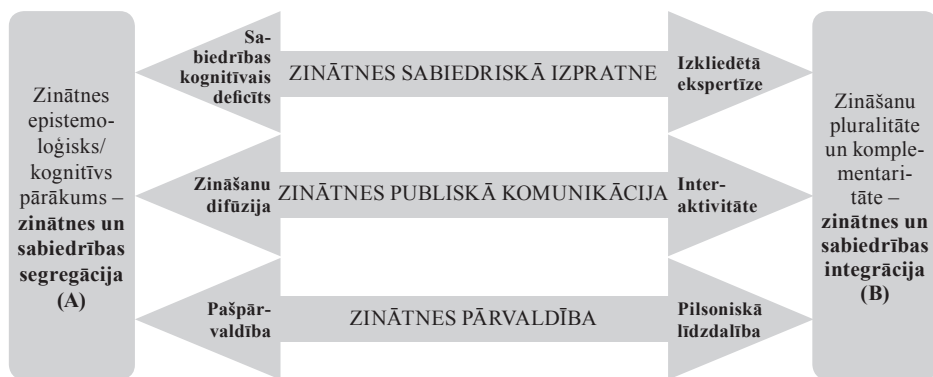 Zinātnes
epistemo-
loģisks/
kognitīvs
pārākums –
zinātnes un
sabiedrības
segregācija
(A)
Sa-
biedrības
kognitīvais
deficīts
ZINĀTNES SABIEDRISKĀ IZPRATNE
Izkliedētā
ekspertīze
Zināšanu
difūzija
ZINĀTNES PUBLISKĀ KOMUNIKĀCIJA
Inter-
aktivitāte
Pašpār-
valdība
ZINĀTNES PĀRVALDĪBA
Pilsoniskā
līdzdalība
Zināšanu
pluralitāte
un komple-
mentari-
tāte –
zinātnes un
sabiedrības
integrācija
(B)